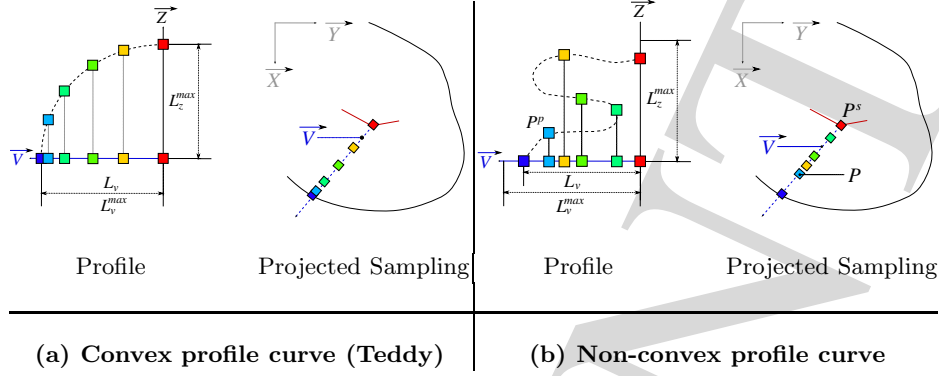 Z
Y
X
L_z^max
V
V
L_v
L_v^max
Profile
Projected Sampling
(a) Convex profile curve (Teddy)
Z
Y
X
L_z^max
P^p
P^s
V
V
P
L_v
L_v^max
Profile
Projected Sampling
(b) Non-convex profile curve